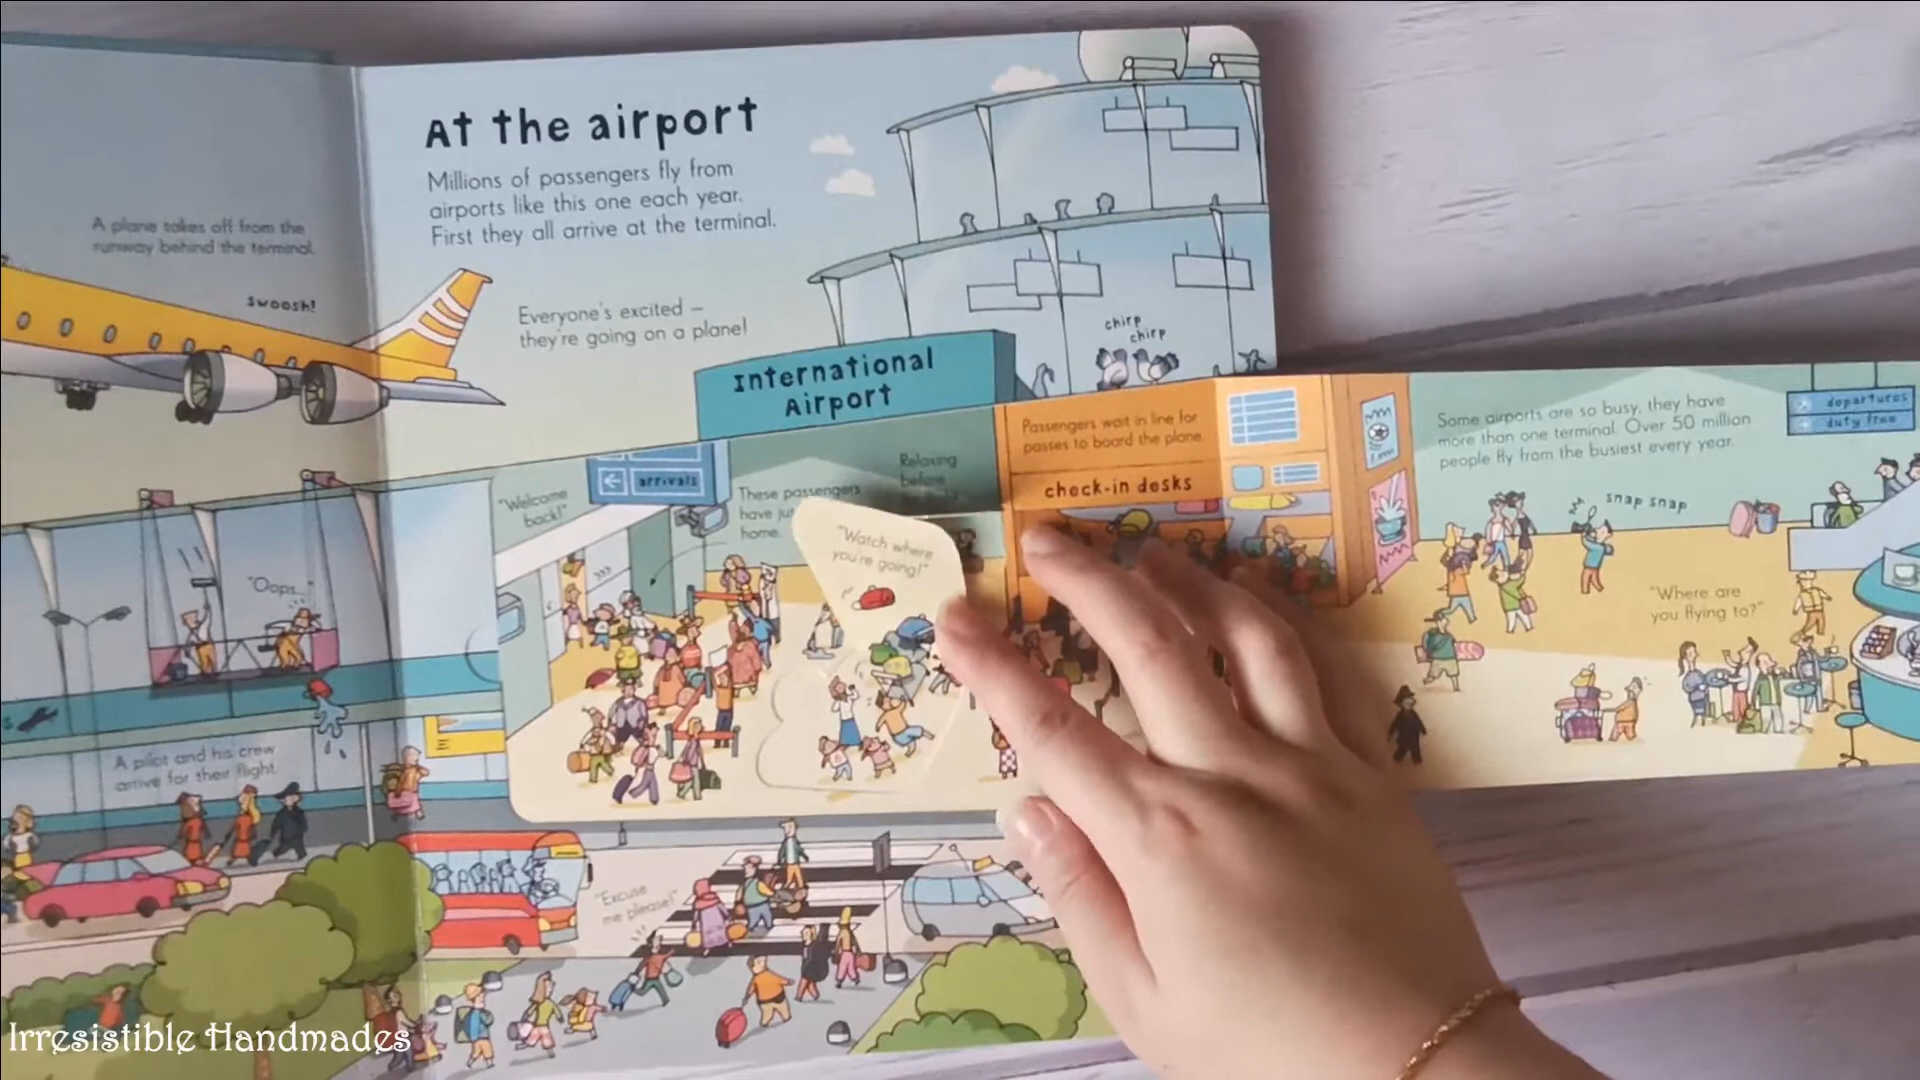 At the airport
Millions of passengers fly from
airports like this one each year.
First they all arrive at the terminal.
A plane takes off from the
runway behind the terminal.
swoosh!
Everyone's excited –
they're going on a plane!
chirp
chirp
International
Airport
"Welcome
back!"
arrivals
These passengers
have
home.
Relaxing
before
"Watch where
you're going!"
Passengers wait in line for
passes to board the plane.
check-in desks
Some airports are so busy, they have
more than one terminal. Over 50 million
people fly from the busiest every year.
departures
duty free
snap snap
"Where are
you flying to?"
"Oops..."
A pilot and his crew
arrive for their flight.
"Excuse
me please!"
Irresistible Handmades